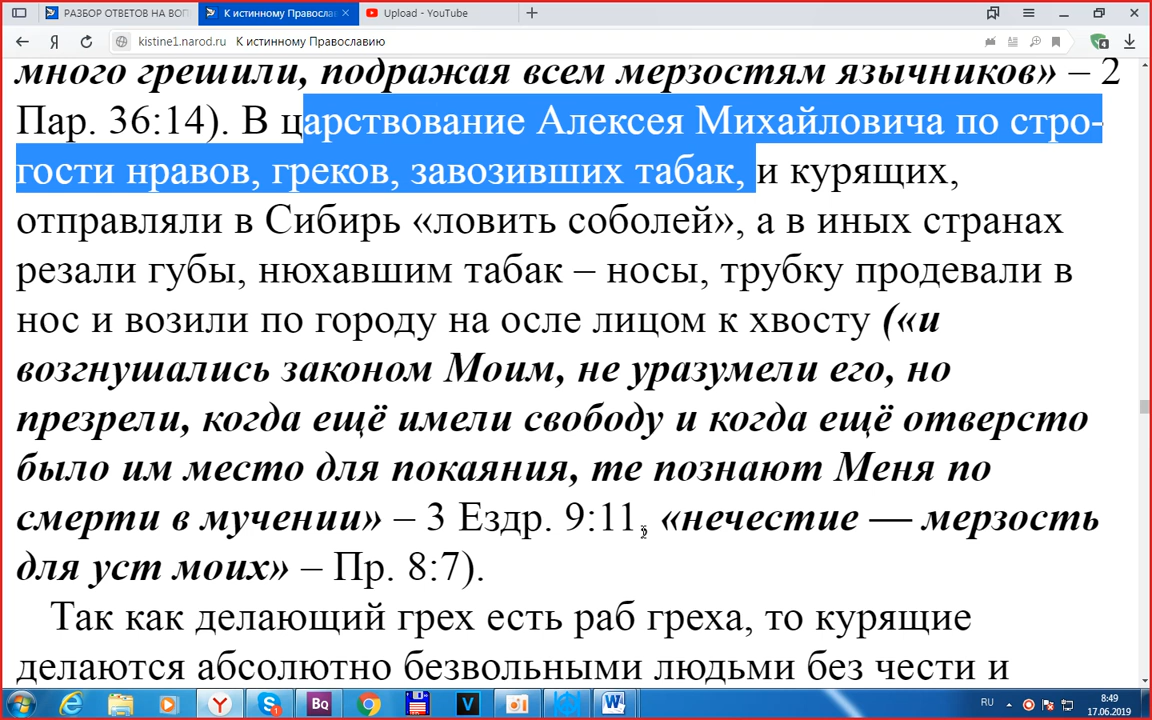 РАЗБОР ОТВЕТОВ НА ВОП
К истинному Правосла
Upload - YouTube
kistine1.narod.ru К истинному Православию
много грешили, подражая всем мерзостям язычников» – 2
Пар. 36:14). В царствование Алексея Михайловича по стро-
гости нравов, греков, завозивших табак, и курящих,
отправляли в Сибирь «ловить соболей», а в иных странах
резали губы, нюхавшим табак – носы, трубку продевали в
нос и возили по городу на осле лицом к хвосту («и
возгнушались законом Моим, не уразумели его, но
презрели, когда ещё имели свободу и когда ещё отверсто
было им место для покаяния, те познают Меня по
смерти в мучении» – 3 Ездр. 9:11, «нечестие — мерзость
для уст моих» – Пр. 8:7).
Так как делающий грех есть раб греха, то курящие
делаются абсолютно безвольными людьми без чести и
RU
8:49
17.06.2019